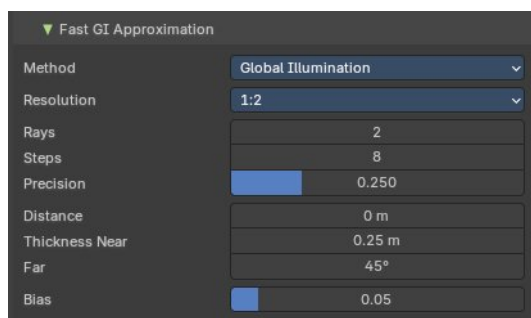 Fast GI Approximation
Method Global Illumination
Resolution 1:2
Rays 2
Steps 8
Precision 0.250
Distance 0 m
Thickness Near 0.25 m
Far 45°
Bias 0.05